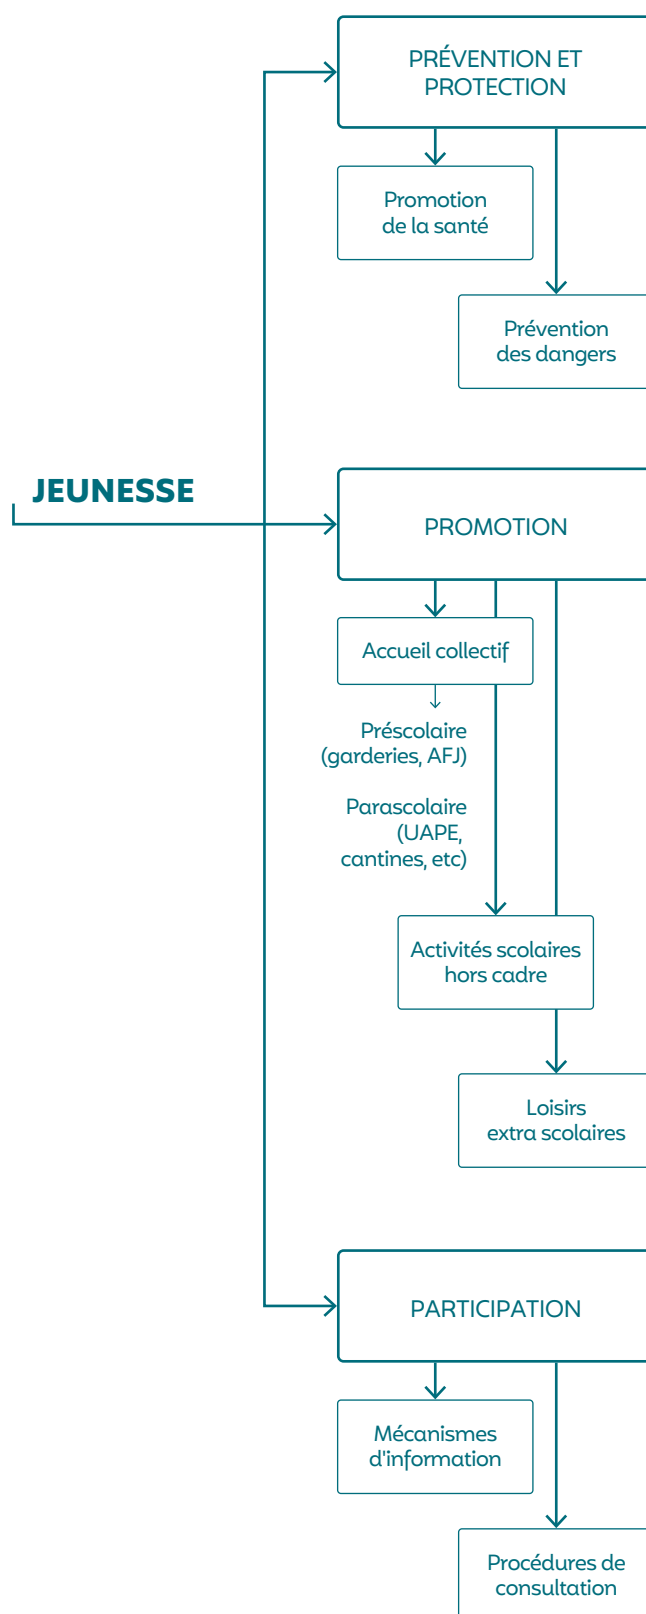 PRÉVENTION ET
PROTECTION
Promotion
de la santé
Prévention
des dangers
JEUNESSE
PROMOTION
Accueil collectif
Préscolaire
(garderies, AFJ)
Parascolaire
(UAPE,
cantines, etc)
Activités scolaires
hors cadre
Loisirs
extra scolaires
PARTICIPATION
Mécanismes
d'information
Procédures de
consultation